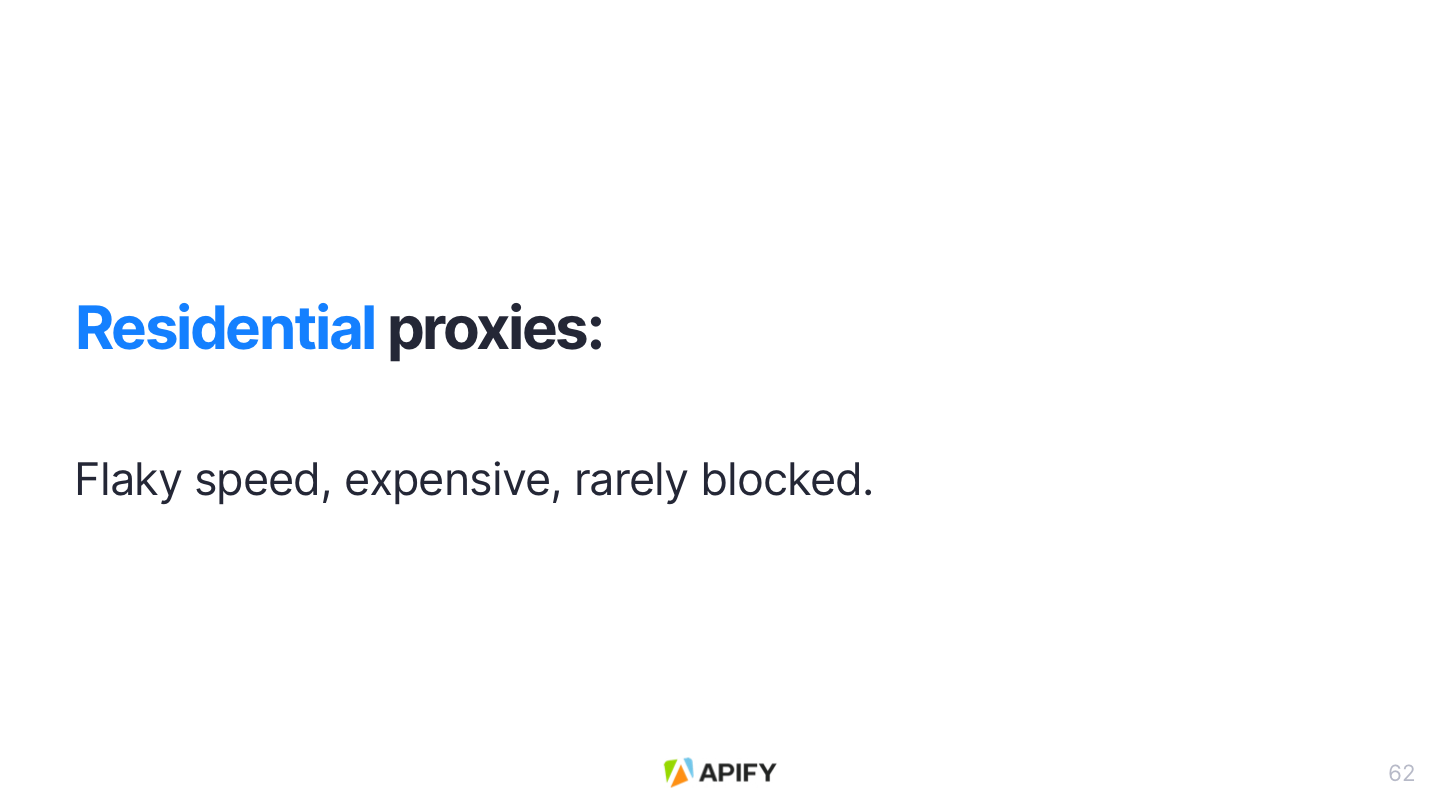 Residential proxies:
Flaky speed, expensive, rarely blocked.
APIFY
62